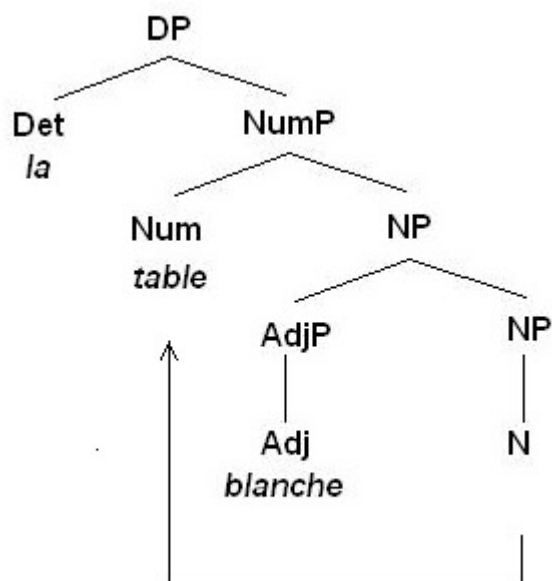 DP
Det NumP
la
Num NP
table
AdjP NP
Adj N
blanche